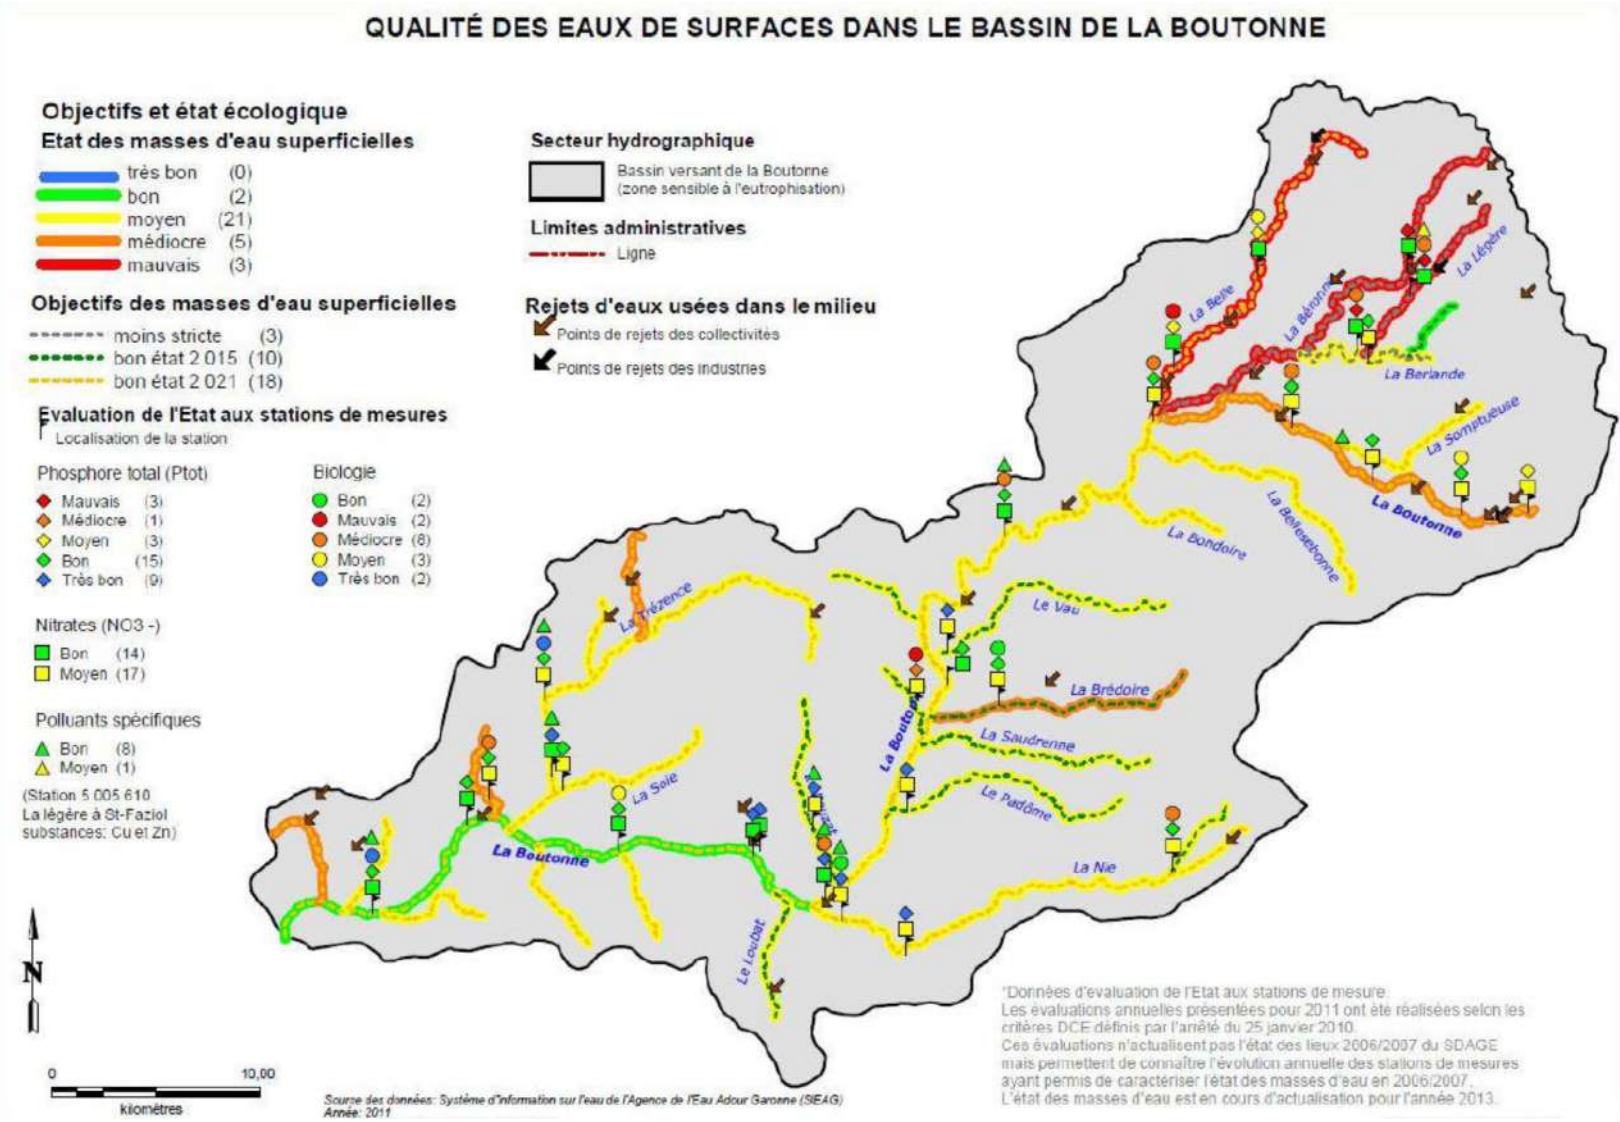 QUALITÉ DES EAUX DE SURFACES DANS LE BASSIN DE LA BOUTONNE
Objectifs et état écologique
Etat des masses d'eau superficielles
très bon (0)
bon (2)
moyen (21)
médiocre (5)
mauvais (3)
Objectifs des masses d'eau superficielles
moins stricte (3)
bon état 2 015 (10)
bon état 2 021 (18)
Evaluation de l'Etat aux stations de mesures
Localisation de la station
Phosphore total (Ptot)
Mauvais (3)
Médiocre (1)
Moyen (3)
Bon (15)
Très bon (9)
Biologie
Bon (2)
Mauvais (2)
Médiocre (8)
Moyen (3)
Très bon (2)
Nitrates (NO3 -)
Bon (14)
Moyen (17)
Polluants spécifiques
Bon (8)
Moyen (1)
(Station 5 005 610
La légère à St-Faziol
substances: Cu et Zn)
Secteur hydrographique
Bassin versant de la Boutonne
(zone sensible à l'eutrophisation)
Limites administratives
Ligne
Rejets d'eaux usées dans le milieu
Points de rejets des collectivités
Points de rejets des industries
La Belle
La Béronne
La Légère
La Berlande
La Somptueuse
La Boutonne
La Bellesebonne
La Bondoire
Le Vau
La Trézence
La Brédoire
La Saudrenne
Le Padôme
La Soie
La Boutonne
La Nie
Le Loubat
N
0 10,00
kilomètres
Sourse des données: Système d'information sur l'eau de l'Agence de l'Eau Adour Garonne (SIEAG)
Année: 2011
*Données d'évaluation de l'Etat aux stations de mesure.
Les évaluations annuelles présentées pour 2011 ont été réalisées selon les
critères DCE définis par l'arrêté du 25 janvier 2010.
Ces évaluations n'actualisent pas l'état des lieux 2006/2007 du SDAGE
mais permettent de connaître l'évolution annuelle des stations de mesures
ayant permis de caractériser l'état des masses d'eau en 2006/2007.
L'état des masses d'eau est en cours d'actualisation pour l'année 2013.